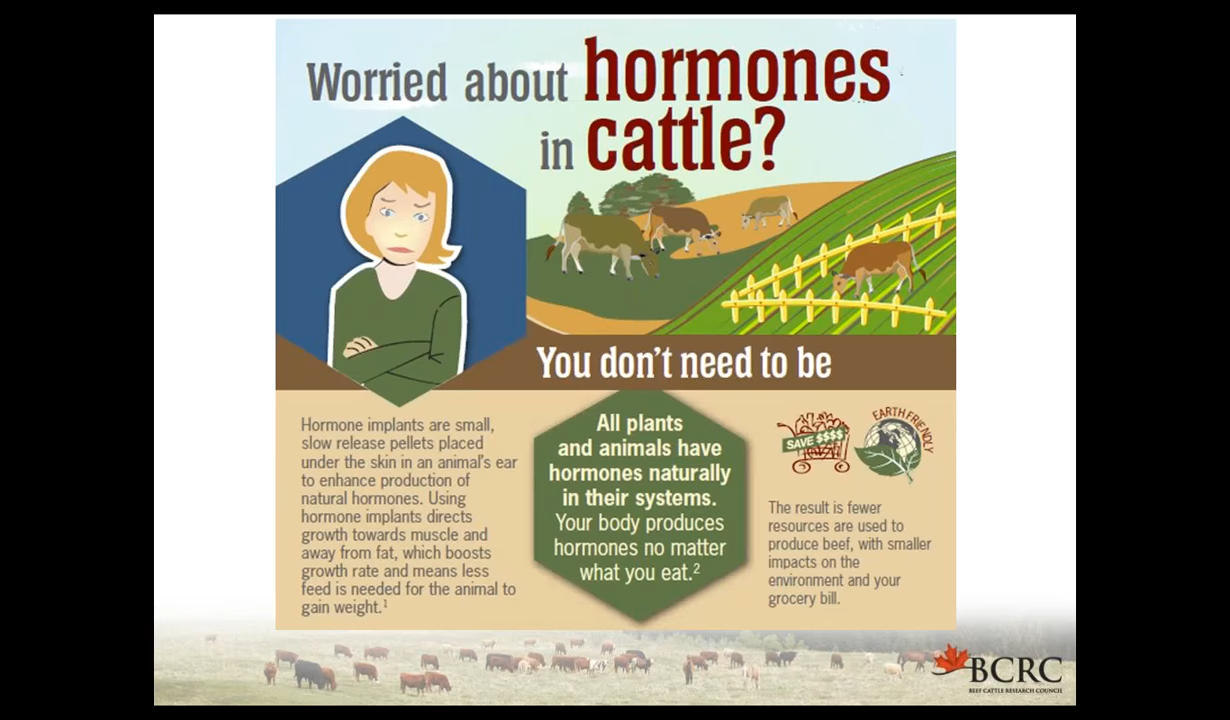 Worried about hormones
in cattle?
You don't need to be
Hormone implants are small,
slow release pellets placed
under the skin in an animal's ear
to enhance production of
natural hormones. Using
hormone implants directs
growth towards muscle and
away from fat, which boosts
growth rate and means less
feed is needed for the animal to
gain weight.¹
All plants
and animals have
hormones naturally
in their systems.
Your body produces
hormones no matter
what you eat.²
SAVE $$$$
EARTH FRIENDLY
The result is fewer
resources are used to
produce beef, with smaller
impacts on the
environment and your
grocery bill.
BCRC
BEEF CATTLE RESEARCH COUNCIL